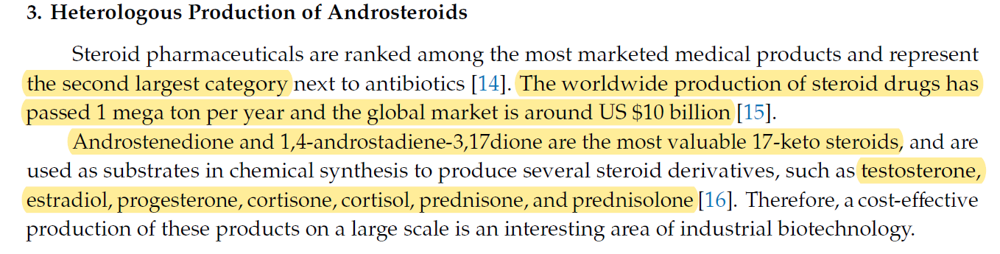 3. Heterologous Production of Androsteroids
Steroid pharmaceuticals are ranked among the most marketed medical products and represent
the second largest category next to antibiotics [14]. The worldwide production of steroid drugs has
passed 1 mega ton per year and the global market is around US $10 billion [15].
Androstenedione and 1,4-androstadiene-3,17dione are the most valuable 17-keto steroids, and are
used as substrates in chemical synthesis to produce several steroid derivatives, such as testosterone,
estradiol, progesterone, cortisone, cortisol, prednisone, and prednisolone [16]. Therefore, a cost-effective
production of these products on a large scale is an interesting area of industrial biotechnology.